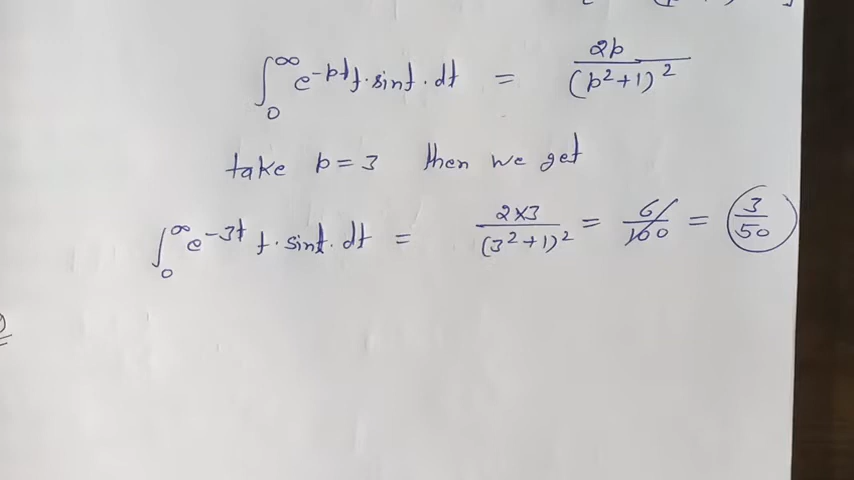 ∫₀^∞ e^{-pt} t·sint·dt = 2p/(p²+1)²
take p=3 then we get
∫₀^∞ e^{-3t} t·sint·dt = 2×3/(3²+1)² = 6/100 = 3/50